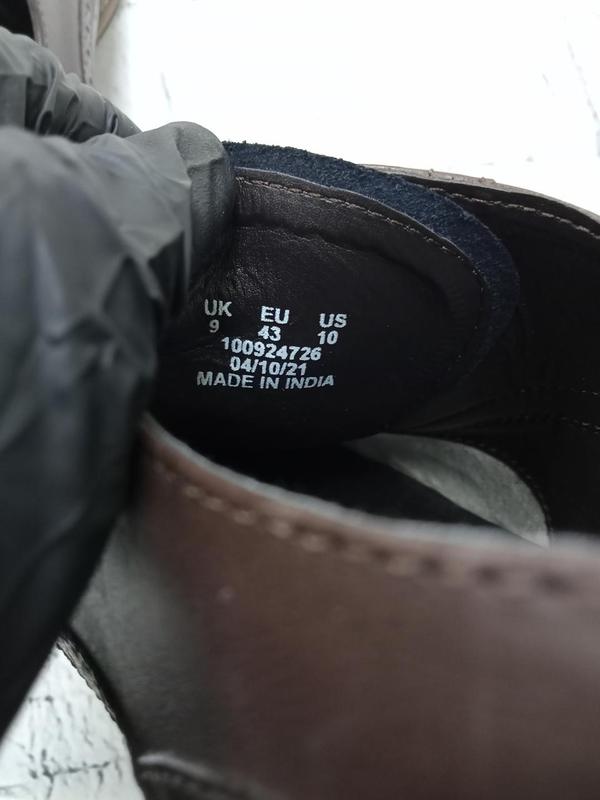 UK EU US
9 43 10
100924726
04/10/21
MADE IN INDIA